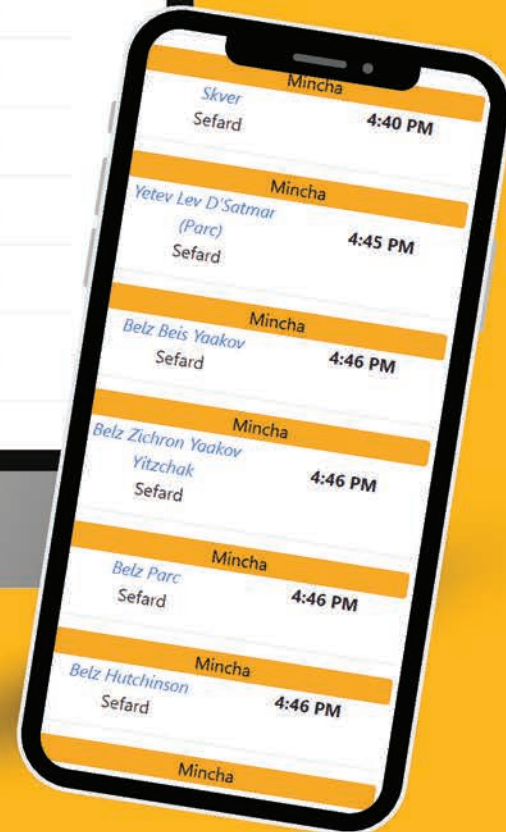 Mincha
Skver
Sefard
4:40 PM
Mincha
Yetev Lev D'Satmar
(Parc)
Sefard
4:45 PM
Mincha
Belz Beis Yaakov
Sefard
4:46 PM
Mincha
Belz Zichron Yaakov
Yitzchak
Sefard
4:46 PM
Mincha
Belz Parc
Sefard
4:46 PM
Mincha
Belz Hutchinson
Sefard
4:46 PM
Mincha